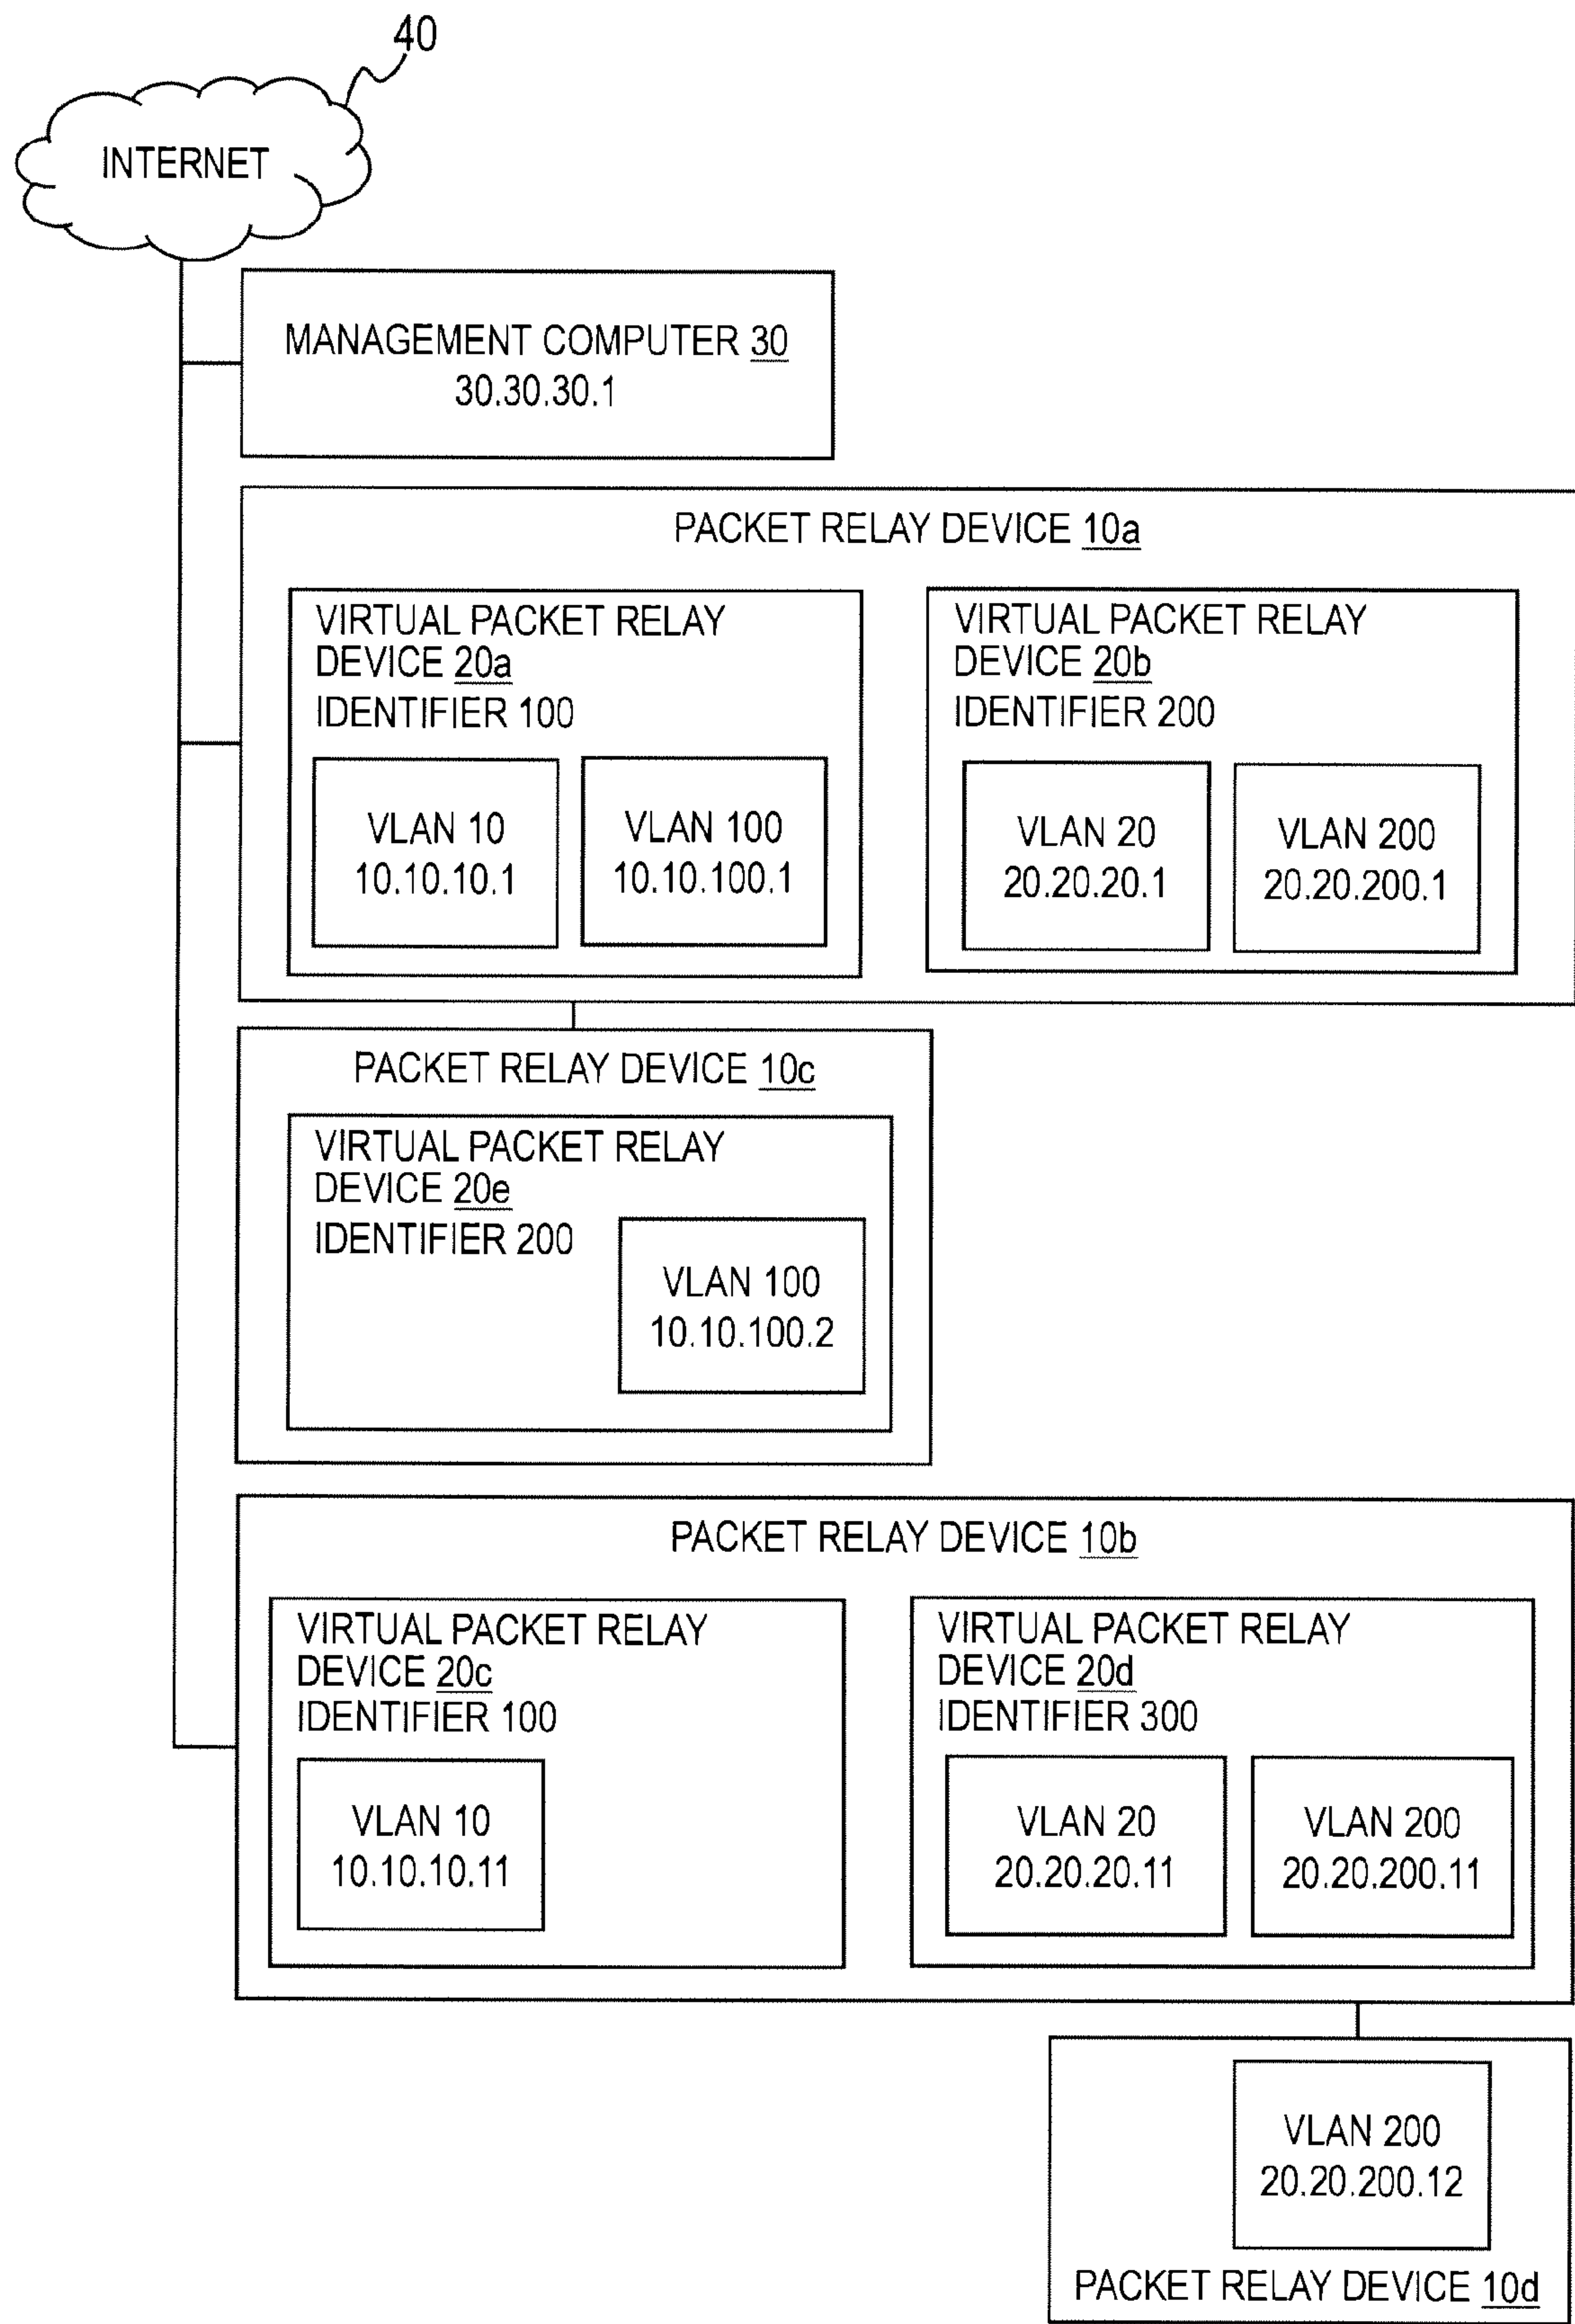 40
INTERNET
MANAGEMENT COMPUTER 30
30.30.30.1
PACKET RELAY DEVICE 10a
VIRTUAL PACKET RELAY
DEVICE 20a
IDENTIFIER 100
VLAN 10
10.10.10.1
VLAN 100
10.10.100.1
VIRTUAL PACKET RELAY
DEVICE 20b
IDENTIFIER 200
VLAN 20
20.20.20.1
VLAN 200
20.20.200.1
PACKET RELAY DEVICE 10c
VIRTUAL PACKET RELAY
DEVICE 20e
IDENTIFIER 200
VLAN 100
10.10.100.2
PACKET RELAY DEVICE 10b
VIRTUAL PACKET RELAY
DEVICE 20c
IDENTIFIER 100
VLAN 10
10.10.10.11
VIRTUAL PACKET RELAY
DEVICE 20d
IDENTIFIER 300
VLAN 20
20.20.20.11
VLAN 200
20.20.200.11
VLAN 200
20.20.200.12
PACKET RELAY DEVICE 10d